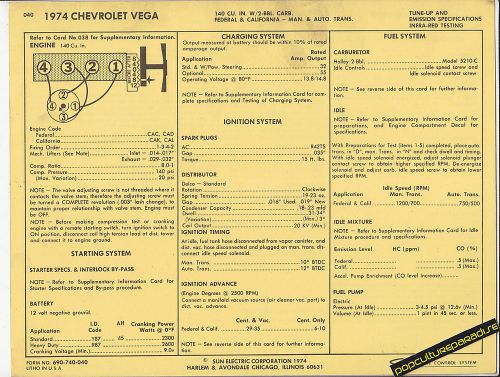 040
1974 CHEVROLET VEGA
140 CU. IN. W/2-BBL. CARB.
FEDERAL & CALIFORNIA – MAN. & AUTO. TRANS.
TUNE-UP AND
EMISSION SPECIFICATIONS
INFRA-RED TESTING
Refer to Card No.038 for Supplementary Information.
ENGINE 140 Cu. In.
4 3 2 1
Engine Code
Federal CAC, CAD
California CAK, CAL
Firing Order 1-3-4-2
Mech. Lifters (See Note) Inlet .014-.017"
Exhaust .029-.032"
Comp. Ratio 8.0-1
Comp. Pressure 140 psi
(Max. Variation) 20 psi
NOTE – The valve adjusting screw is not threaded where it
contacts the valve stem; therefore the adjusting screw must
be turned a COMPLETE revolution (.003" lash change), to
maintain proper relationship with valve stem. Engine must
be OFF.
NOTE – Before making compression test or cranking
engine with a remote starting switch, turn ignition switch to
ON position, disconnect coil high tension lead at dist. tower
and connect it to engine ground.
STARTING SYSTEM
STARTER SPECS. & INTERLOCK BY-PASS
NOTE – Refer to Supplementary Information Card for
Starter Specifications and By-pass procedure.
BATTERY
12 volt negative ground.
Application
I.D. Code
AH
Cranking Power Watts @ 0°F
Standard Y87 45 2300
Heavy Duty R87 2600
Cranking Voltage (Min.) 9.0v
FORM NO. 690-740-040
LITHO IN U.S.A.
CHARGING SYSTEM
Output measured at battery should be within 10% of rated
amperage output.
Application
Rated Amp. Output
Std. & W/Pow. Steering 32
Optional 55
Operating Voltage @ 80°F 13.8-14.8
NOTE – Refer to Supplementary Information Card for com-
plete specifications and Testing of Charging System.
IGNITION SYSTEM
SPARK PLUGS
AC R42TS
Gap .035"
Torque 15 ft. lbs.
DISTRIBUTOR
Delco – Standard
Rotation Clockwise
Spring Tension 19-23 oz.
Gap .016" Used .019" New
Condenser Capacity .18-.23 mfd
Dwell 31-34°
(Variation) (Max.) 3°
Coil Output 20 KV (Min.)
IGNITION TIMING
At idle, fuel tank hose disconnected from vapor canister, and
dist. vac. hose disconnected and plugged on man. trans. dis-
connect idle speed solenoid.
Man. Trans. 10° BTDC
Auto. Trans. 12° BTDC
IGNITION ADVANCE
(Engine Degrees @ 2500 RPM)
Connect a manifold vacuum source (air cleaner vac. port) to
dist. vac. advance.
Cent. & Vac.
Cent. Only
Federal & Calif. 29-35 6-10
© SUN ELECTRIC CORPORATION 1974
HARLEM & AVONDALE CHICAGO, ILLINOIS 60631
FUEL SYSTEM
CARBURETOR
Holley 2-Bbl. Model 5210-C
Idle Controls Idle speed screw and
idle solenoid contact screw
NOTE – See reverse side of this card for further informa-
tion.
IDLE
NOTE – Refer to Supplementary Information Card for
preparations, and Engine Compartment Decal for
specifications.
With Preparations for Test (items 1-5) completed, place auto.
trans. in "D", man. Trans. in "N" and check dwell and timing.
With idle speed solenoid energized, adjust solenoid plunger
contact screw to obtain higher specified RPM. De-energize
solenoid and adjust carb. idle speed screw to obtain lower
specified RPM.
Idle Speed (RPM)
Application Man. Trans. Auto. Trans.
Federal & Calif. 1200/700 750/500
IDLE MIXTURE
NOTE – Refer to Supplementary Information Card for Idle
Mixture procedure and specifications.
Emission Level HC (ppm) CO (%)
Federal .5 (Max.)
Calif. .5 (Max.)
Accel. Pump Enrichment (CO level Increase)
FUEL PUMP
Electric
Pressure (At Idle) 3-4.5 psi @ 12.6v (Min.)
Volume (At Idle) 1 pint in 45 sec. or less.
NOTE – See reverse side of this card for
CONTROL SYSTEM
popculturexparadise